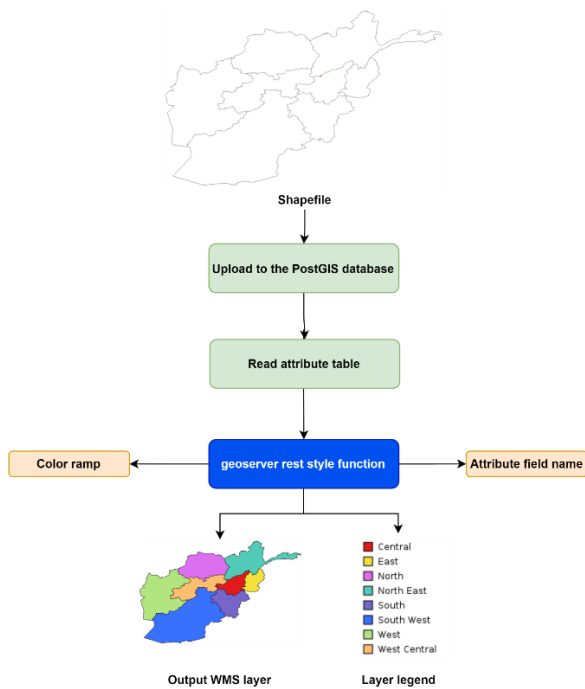 Shapefile
Upload to the PostGIS database
Read attribute table
Color ramp
geoserver rest style function
Attribute field name
Central
East
North
North East
South
South West
West
West Central
Output WMS layer
Layer legend